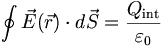 ∮ E⃗(r⃗) · dS⃗ = Q_int / ε₀